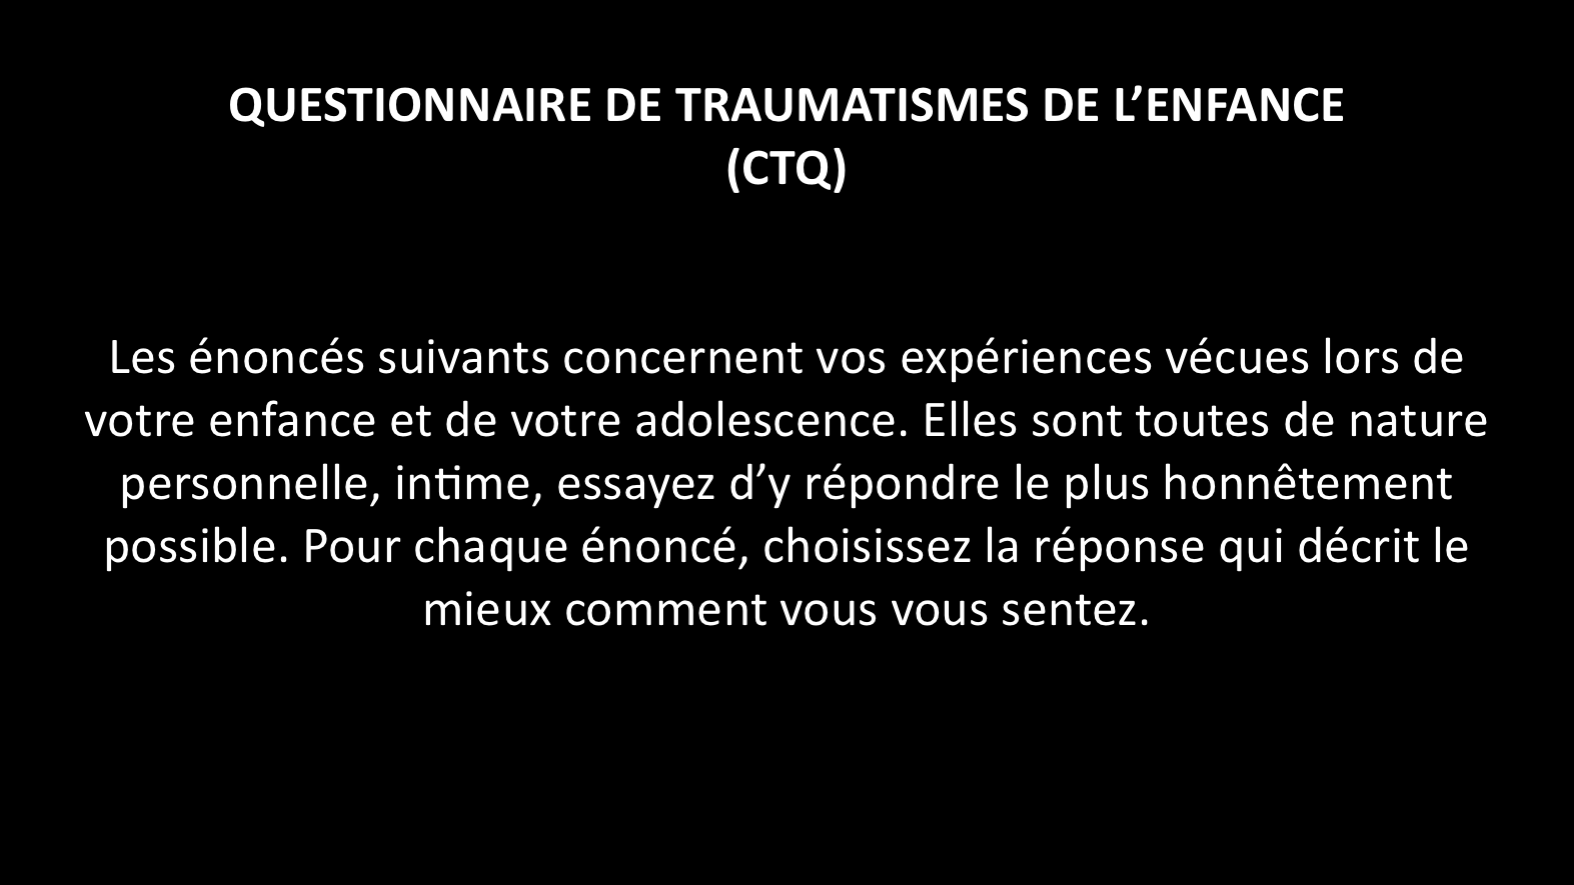 QUESTIONNAIRE DE TRAUMATISMES DE L’ENFANCE
(CTQ)
Les énoncés suivants concernent vos expériences vécues lors de
votre enfance et de votre adolescence. Elles sont toutes de nature
personnelle, intime, essayez d’y répondre le plus honnêtement
possible. Pour chaque énoncé, choisissez la réponse qui décrit le
mieux comment vous vous sentez.